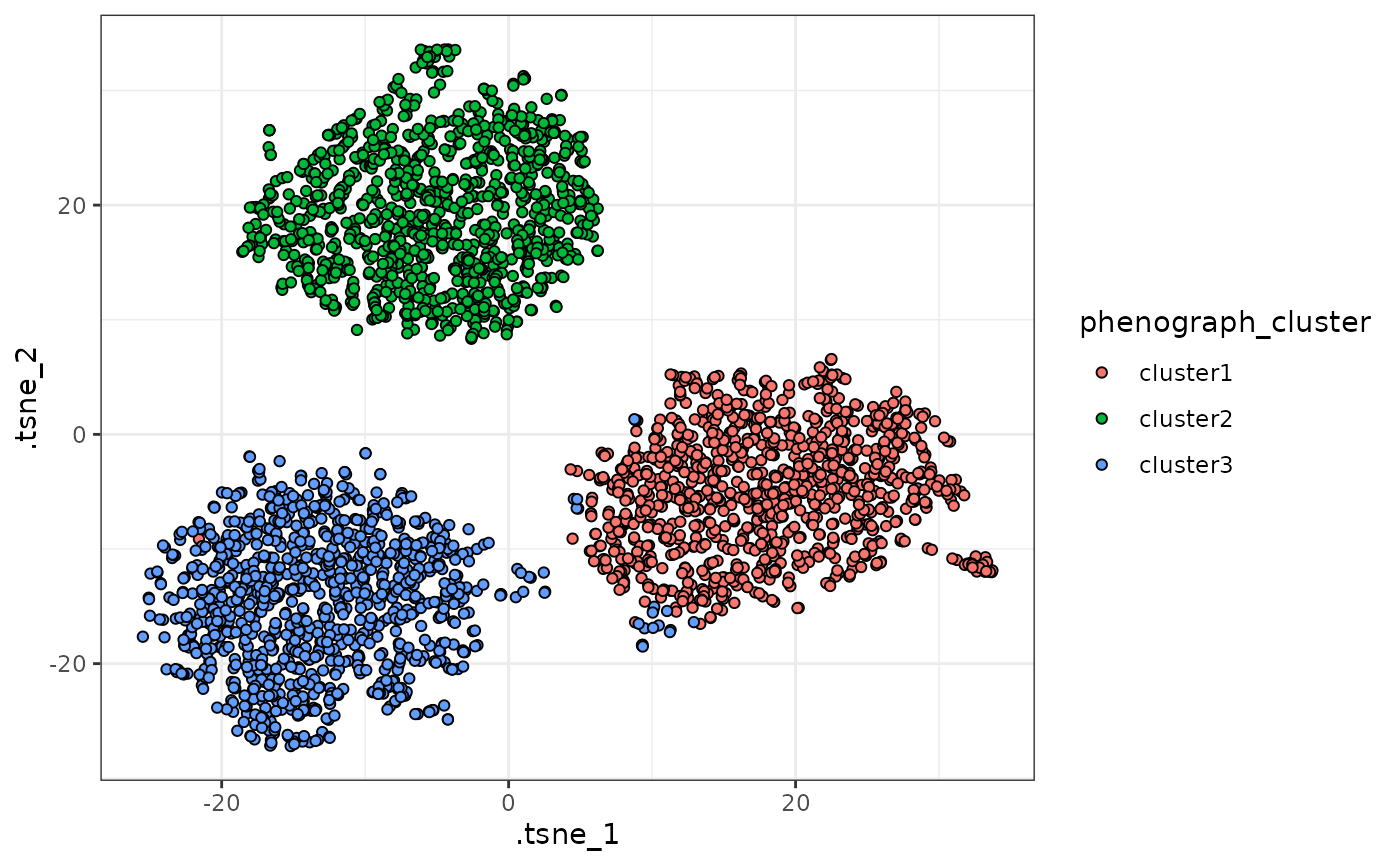 20
0
-20
.tsne_2
-20
0
20
.tsne_1
phenograph_cluster
cluster1
cluster2
cluster3